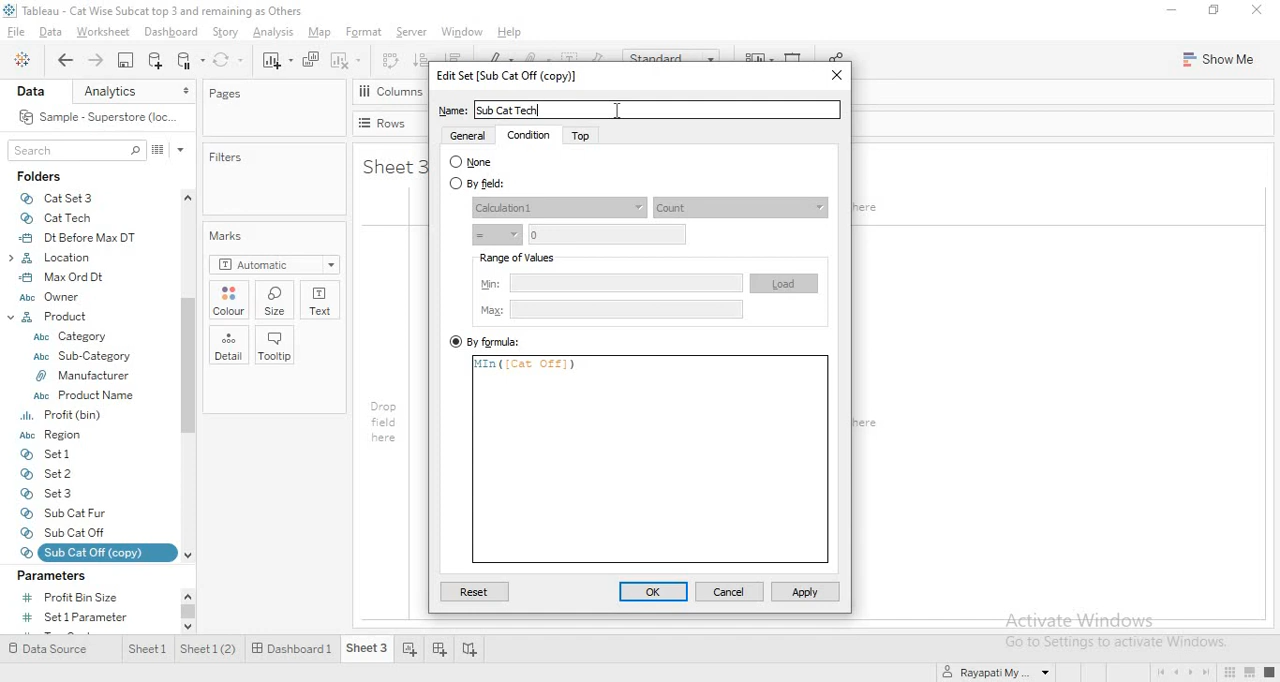 Tableau - Cat Wise Subcat top 3 and remaining as Others
File Data Worksheet Dashboard Story Analysis Map Format Server Window Help
Standard
Show Me
Data Analytics
Sample - Superstore (loc...
Search
Folders
Cat Set 3
Cat Tech
Dt Before Max DT
Location
Max Ord Dt
Abc Owner
Product
Abc Category
Abc Sub-Category
Manufacturer
Abc Product Name
Profit (bin)
Abc Region
Set 1
Set 2
Set 3
Sub Cat Fur
Sub Cat Off
Sub Cat Off (copy)
Parameters
# Profit Bin Size
# Set 1 Parameter
Pages
Filters
Marks
Automatic
Colour Size Text
Detail Tooltip
Columns
Rows
Sheet 3
Drop
field
here
here
here
Edit Set [Sub Cat Off (copy)]
Name: Sub Cat Tech
General Condition Top
None
By field:
Calculation1 Count
= 0
Range of Values
Min: Load
Max:
By formula:
MIn([Cat Off])
Reset OK Cancel Apply
Activate Windows
Go to Settings to activate Windows.
Data Source Sheet 1 Sheet 1 (2) Dashboard 1 Sheet 3
Rayapati My ...